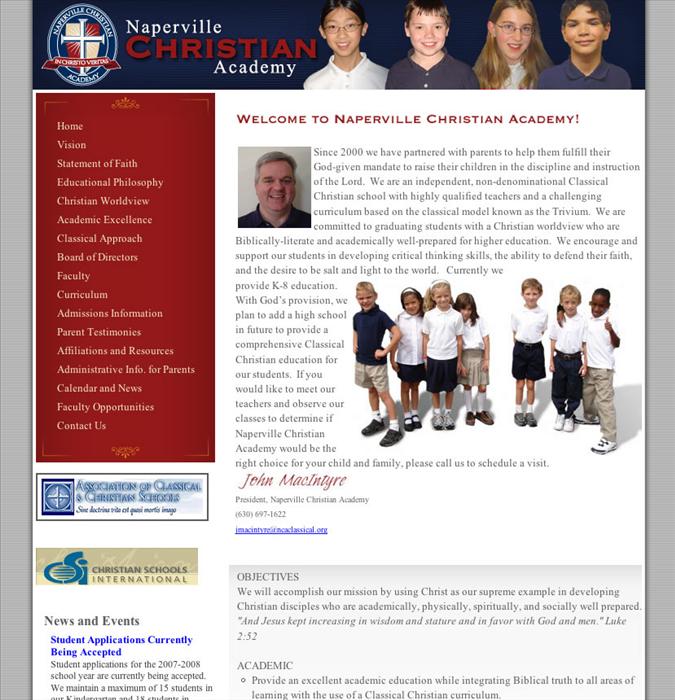 NAPERVILLE CHRISTIAN
IN CHRISTO VERITAS
ACADEMY
Naperville
CHRISTIAN
Academy
Home
Vision
Statement of Faith
Educational Philosophy
Christian Worldview
Academic Excellence
Classical Approach
Board of Directors
Faculty
Curriculum
Admissions Information
Parent Testimonies
Affiliations and Resources
Administrative Info. for Parents
Calendar and News
Faculty Opportunities
Contact Us
ASSOCIATION OF CLASSICAL
& CHRISTIAN SCHOOLS
Sine doctrina vita est quasi mortis imago
CSI CHRISTIAN SCHOOLS
INTERNATIONAL
News and Events
Student Applications Currently
Being Accepted
Student applications for the 2007-2008
school year are currently being accepted.
We maintain a maximum of 15 students in
our Kindergarten and 18 students in
WELCOME TO NAPERVILLE CHRISTIAN ACADEMY!
Since 2000 we have partnered with parents to help them fulfill their
God-given mandate to raise their children in the discipline and instruction
of the Lord. We are an independent, non-denominational Classical
Christian school with highly qualified teachers and a challenging
curriculum based on the classical model known as the Trivium. We are
committed to graduating students with a Christian worldview who are
Biblically-literate and academically well-prepared for higher education. We encourage and
support our students in developing critical thinking skills, the ability to defend their faith,
and the desire to be salt and light to the world. Currently we
provide K-8 education.
With God's provision, we
plan to add a high school
in future to provide a
comprehensive Classical
Christian education for
our students. If you
would like to meet our
teachers and observe our
classes to determine if
Naperville Christian
Academy would be the
right choice for your child and family, please call us to schedule a visit.
John MacIntyre
President, Naperville Christian Academy
(630) 697-1622
jmacintyre@ncaclassical.org
OBJECTIVES
We will accomplish our mission by using Christ as our supreme example in developing
Christian disciples who are academically, physically, spiritually, and socially well prepared.
"And Jesus kept increasing in wisdom and stature and in favor with God and men." Luke
2:52
ACADEMIC
Provide an excellent academic education while integrating Biblical truth to all areas of
learning with the use of a Classical Christian curriculum.